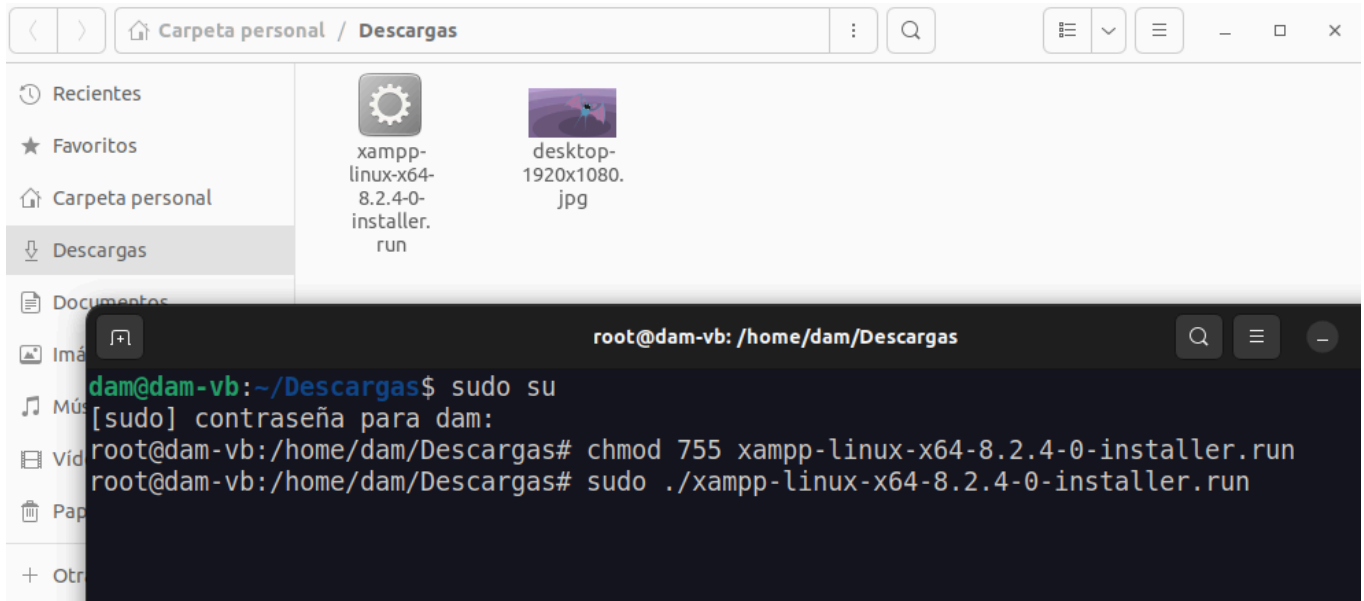 Carpeta personal / Descargas
Recientes
Favoritos
Carpeta personal
Descargas
Documentos
xampp-
linux-x64-
8.2.4-0-
installer.
run
desktop-
1920x1080.
jpg
root@dam-vb: /home/dam/Descargas
dam@dam-vb:~/Descargas$ sudo su
[sudo] contraseña para dam:
root@dam-vb:/home/dam/Descargas# chmod 755 xampp-linux-x64-8.2.4-0-installer.run
root@dam-vb:/home/dam/Descargas# sudo ./xampp-linux-x64-8.2.4-0-installer.run